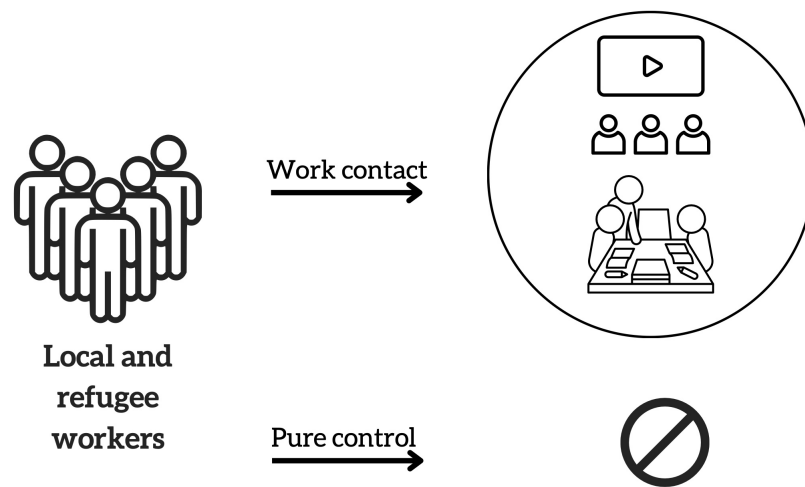 Work contact
Local and
refugee
workers
Pure control